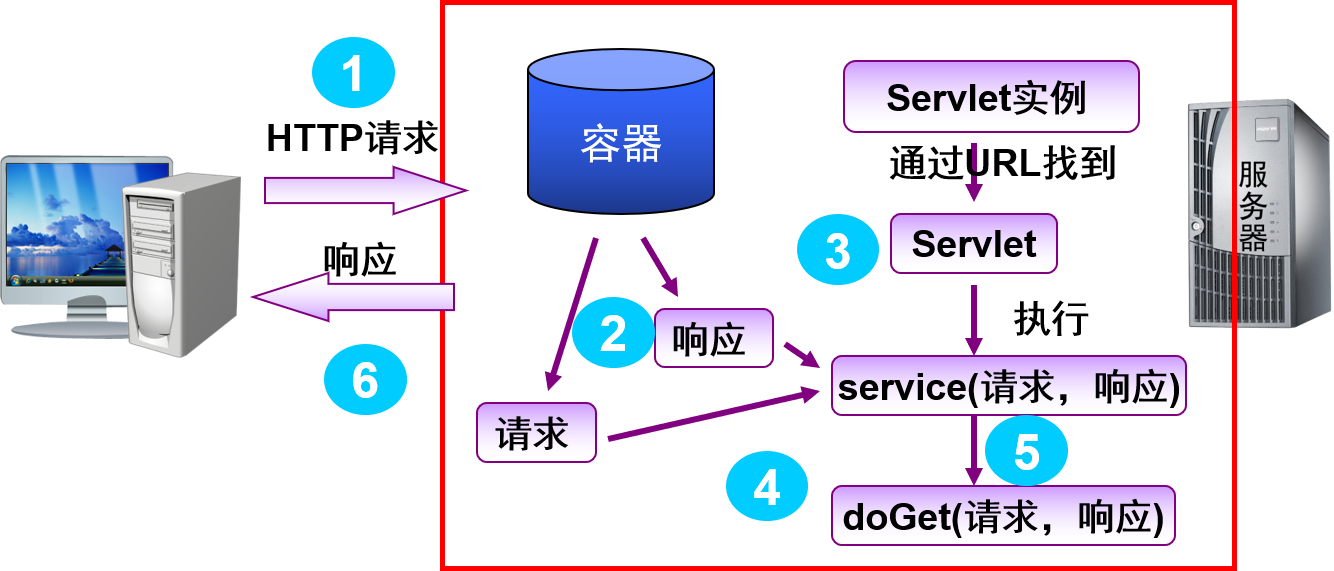 1
HTTP请求
响应
6
容器
2
响应
请求
Servlet实例
通过URL找到
3
Servlet
执行
service(请求，响应)
4
5
doGet(请求，响应)
服
务
器